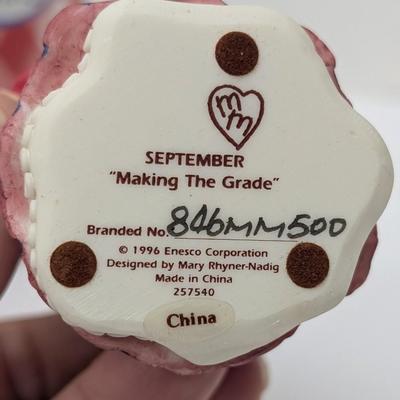 mm
SEPTEMBER
"Making The Grade"
Branded No. 846MM500
© 1996 Enesco Corporation
Designed by Mary Rhyner-Nadig
Made in China
257540
China